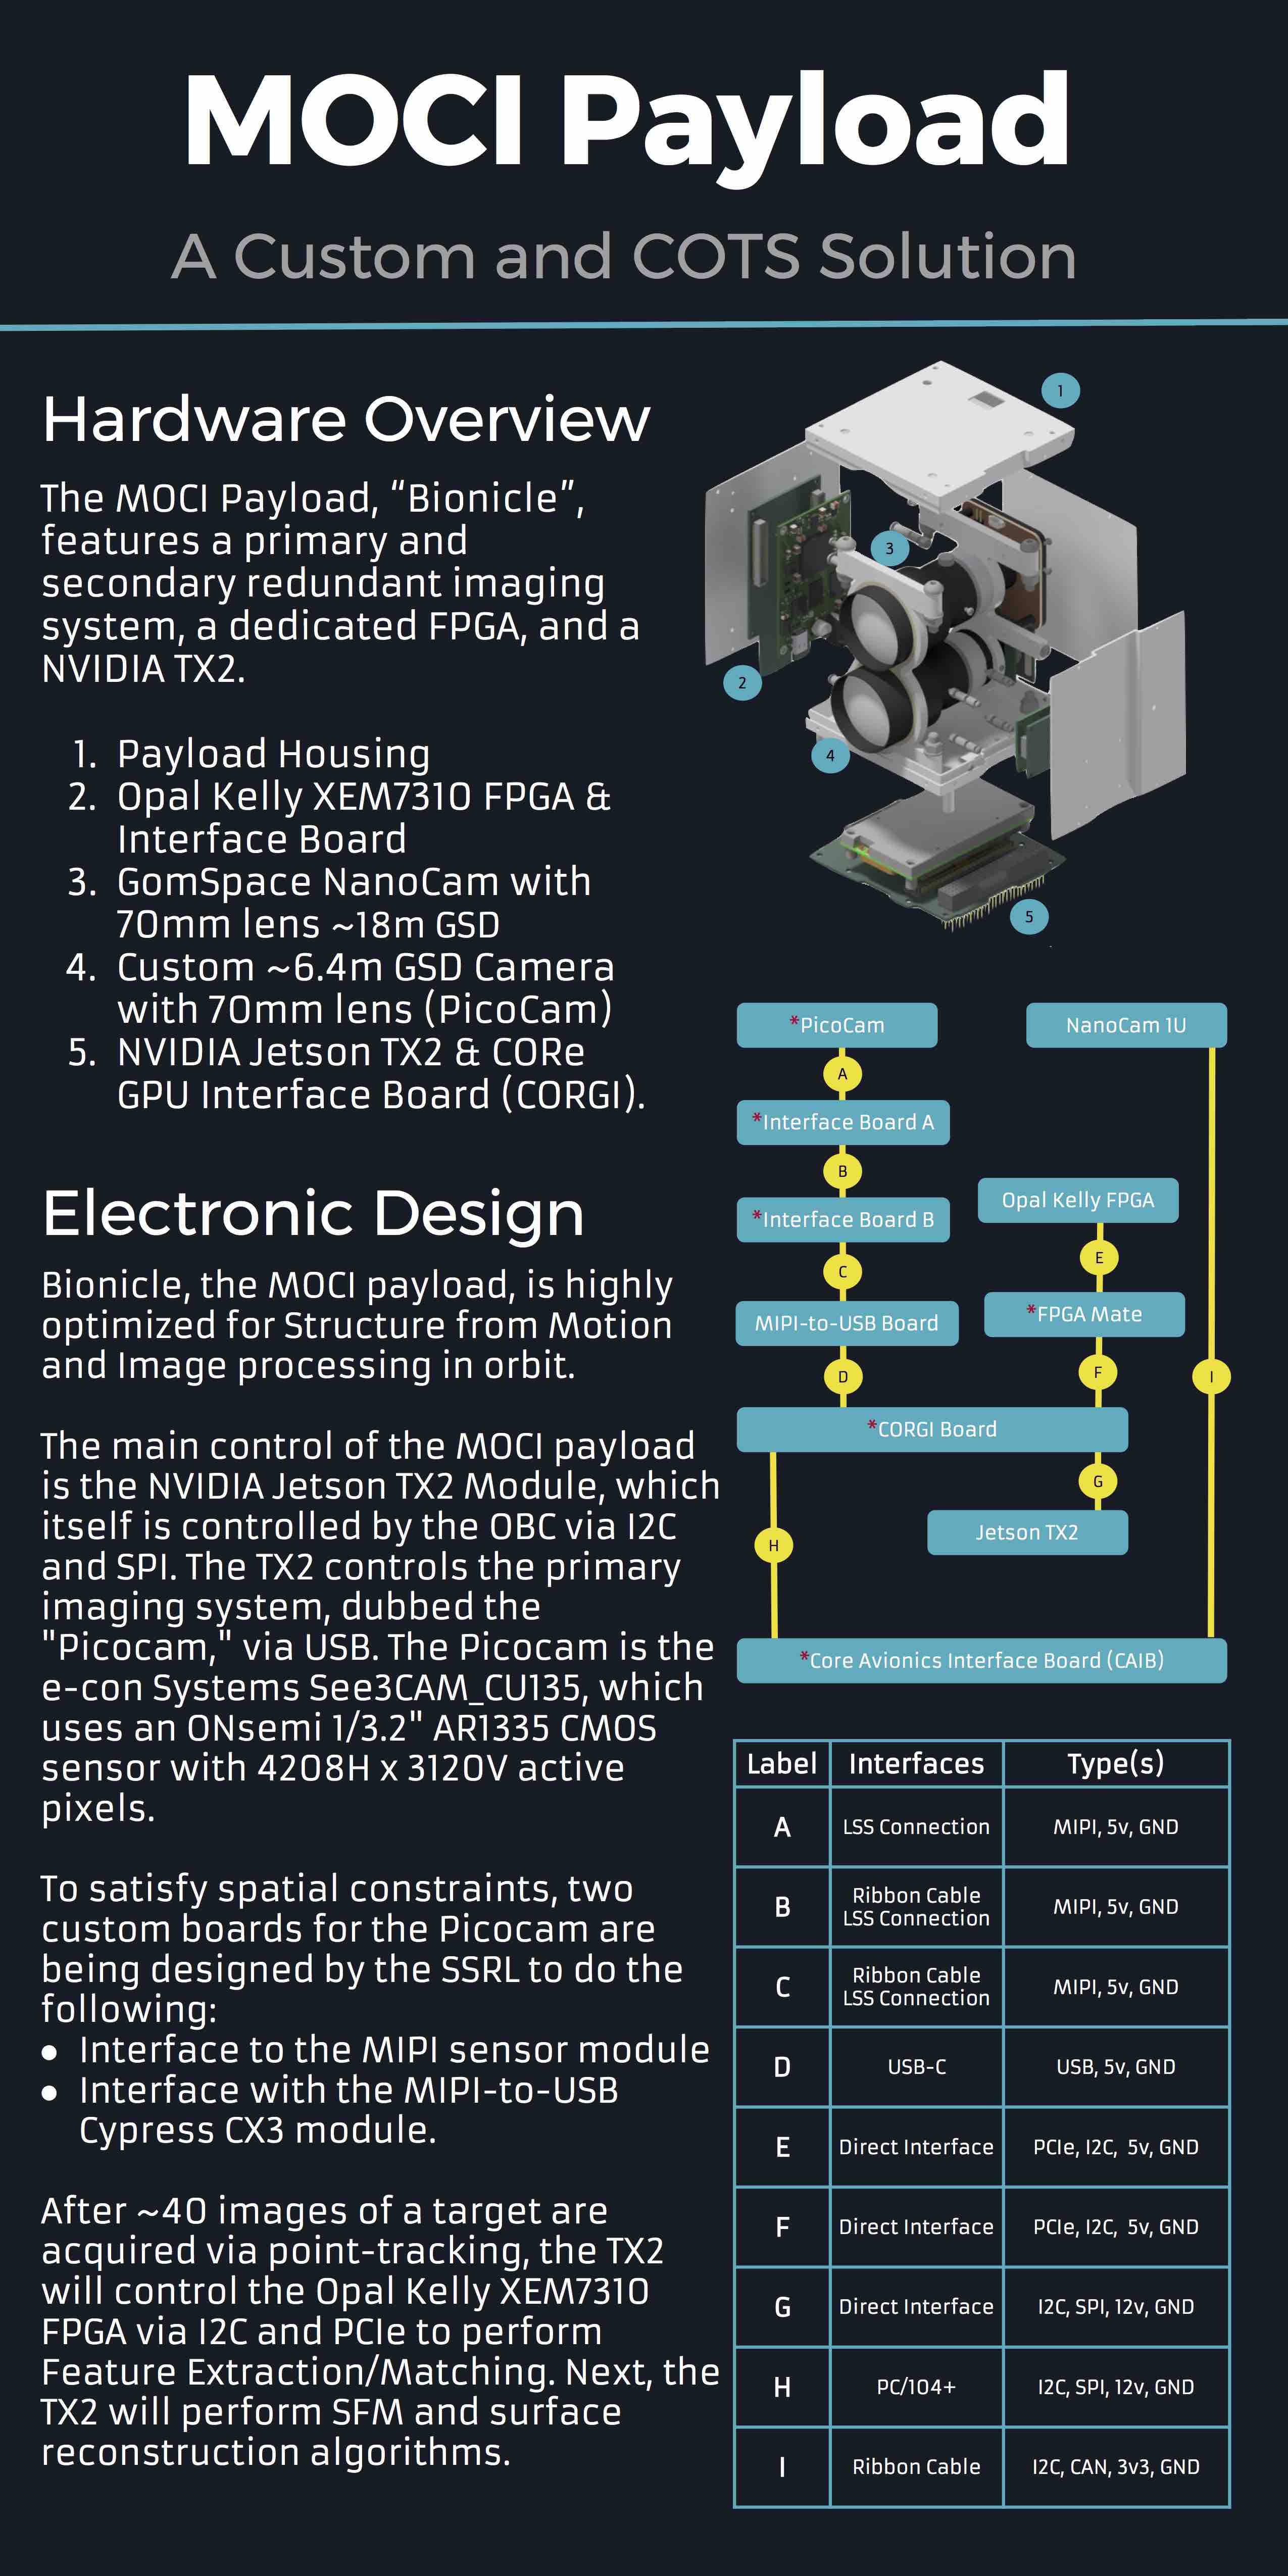 MOCI Payload
A Custom and COTS Solution
Hardware Overview
The MOCI Payload, “Bionicle”,
features a primary and
secondary redundant imaging
system, a dedicated FPGA, and a
NVIDIA TX2.
1. Payload Housing
2. Opal Kelly XEM7310 FPGA &
Interface Board
3. GomSpace NanoCam with
70mm lens ~18m GSD
4. Custom ~6.4m GSD Camera
with 70mm lens (PicoCam)
5. NVIDIA Jetson TX2 & CORe
GPU Interface Board (CORGI).
1
3
2
4
5
Electronic Design
Bionicle, the MOCI payload, is highly
optimized for Structure from Motion
and Image processing in orbit.
The main control of the MOCI payload
is the NVIDIA Jetson TX2 Module, which
itself is controlled by the OBC via I2C
and SPI. The TX2 controls the primary
imaging system, dubbed the
"Picocam," via USB. The Picocam is the
e-con Systems See3CAM_CU135, which
uses an ONsemi 1/3.2" AR1335 CMOS
sensor with 4208H x 3120V active
pixels.
To satisfy spatial constraints, two
custom boards for the Picocam are
being designed by the SSRL to do the
following:
● Interface to the MIPI sensor module
● Interface with the MIPI-to-USB
Cypress CX3 module.
After ~40 images of a target are
acquired via point-tracking, the TX2
will control the Opal Kelly XEM7310
FPGA via I2C and PCIe to perform
Feature Extraction/Matching. Next, the
TX2 will perform SFM and surface
reconstruction algorithms.
*PicoCam
NanoCam 1U
A
*Interface Board A
B
Opal Kelly FPGA
*Interface Board B
E
C
*FPGA Mate
MIPI-to-USB Board
F
D
I
*CORGI Board
G
Jetson TX2
H
*Core Avionics Interface Board (CAIB)
Label Interfaces Type(s)
A LSS Connection MIPI, 5v, GND
B Ribbon Cable
LSS Connection MIPI, 5v, GND
C Ribbon Cable
LSS Connection MIPI, 5v, GND
D USB-C USB, 5v, GND
E Direct Interface PCIe, I2C, 5v, GND
F Direct Interface PCIe, I2C, 5v, GND
G Direct Interface I2C, SPI, 12v, GND
H PC/104+ I2C, SPI, 12v, GND
I Ribbon Cable I2C, CAN, 3v3, GND